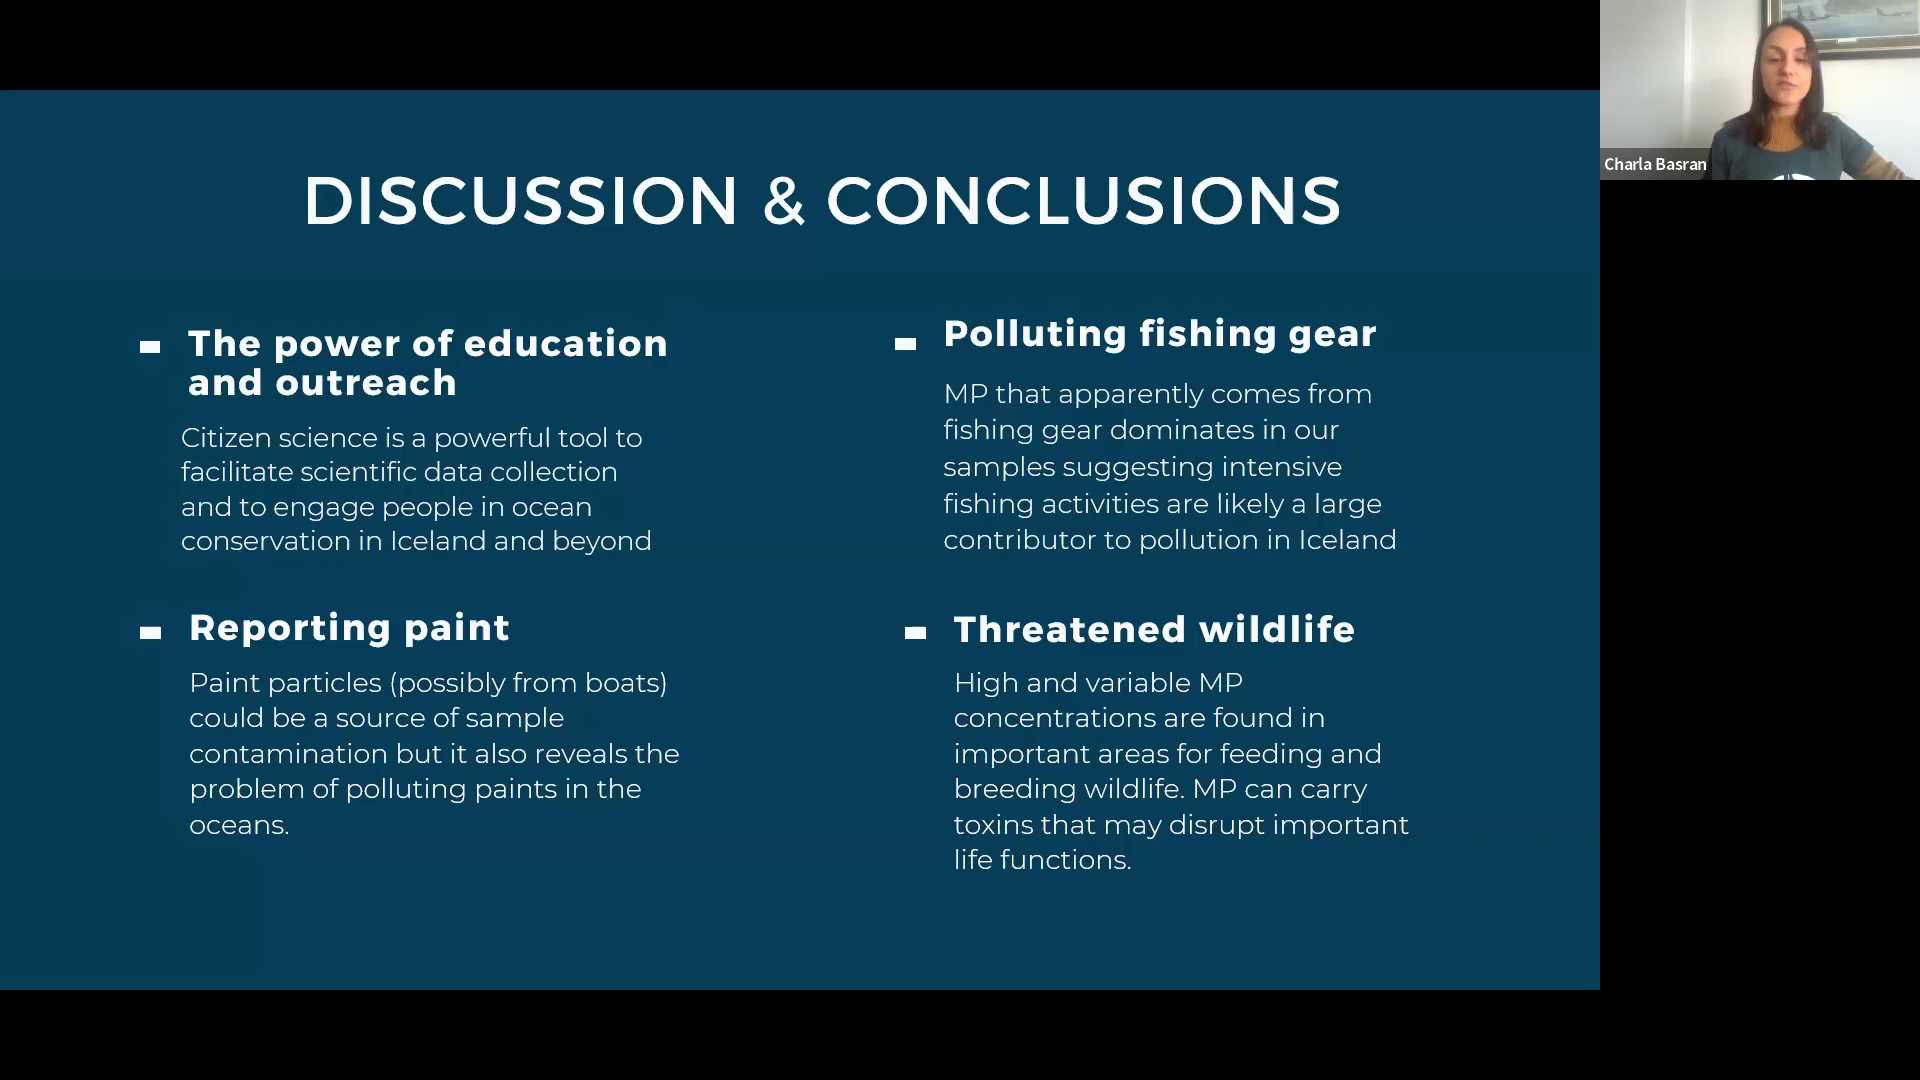 DISCUSSION & CONCLUSIONS
The power of education
and outreach
Citizen science is a powerful tool to
facilitate scientific data collection
and to engage people in ocean
conservation in Iceland and beyond
Polluting fishing gear
MP that apparently comes from
fishing gear dominates in our
samples suggesting intensive
fishing activities are likely a large
contributor to pollution in Iceland
Reporting paint
Paint particles (possibly from boats)
could be a source of sample
contamination but it also reveals the
problem of polluting paints in the
oceans.
Threatened wildlife
High and variable MP
concentrations are found in
important areas for feeding and
breeding wildlife. MP can carry
toxins that may disrupt important
life functions.
Charla Basran